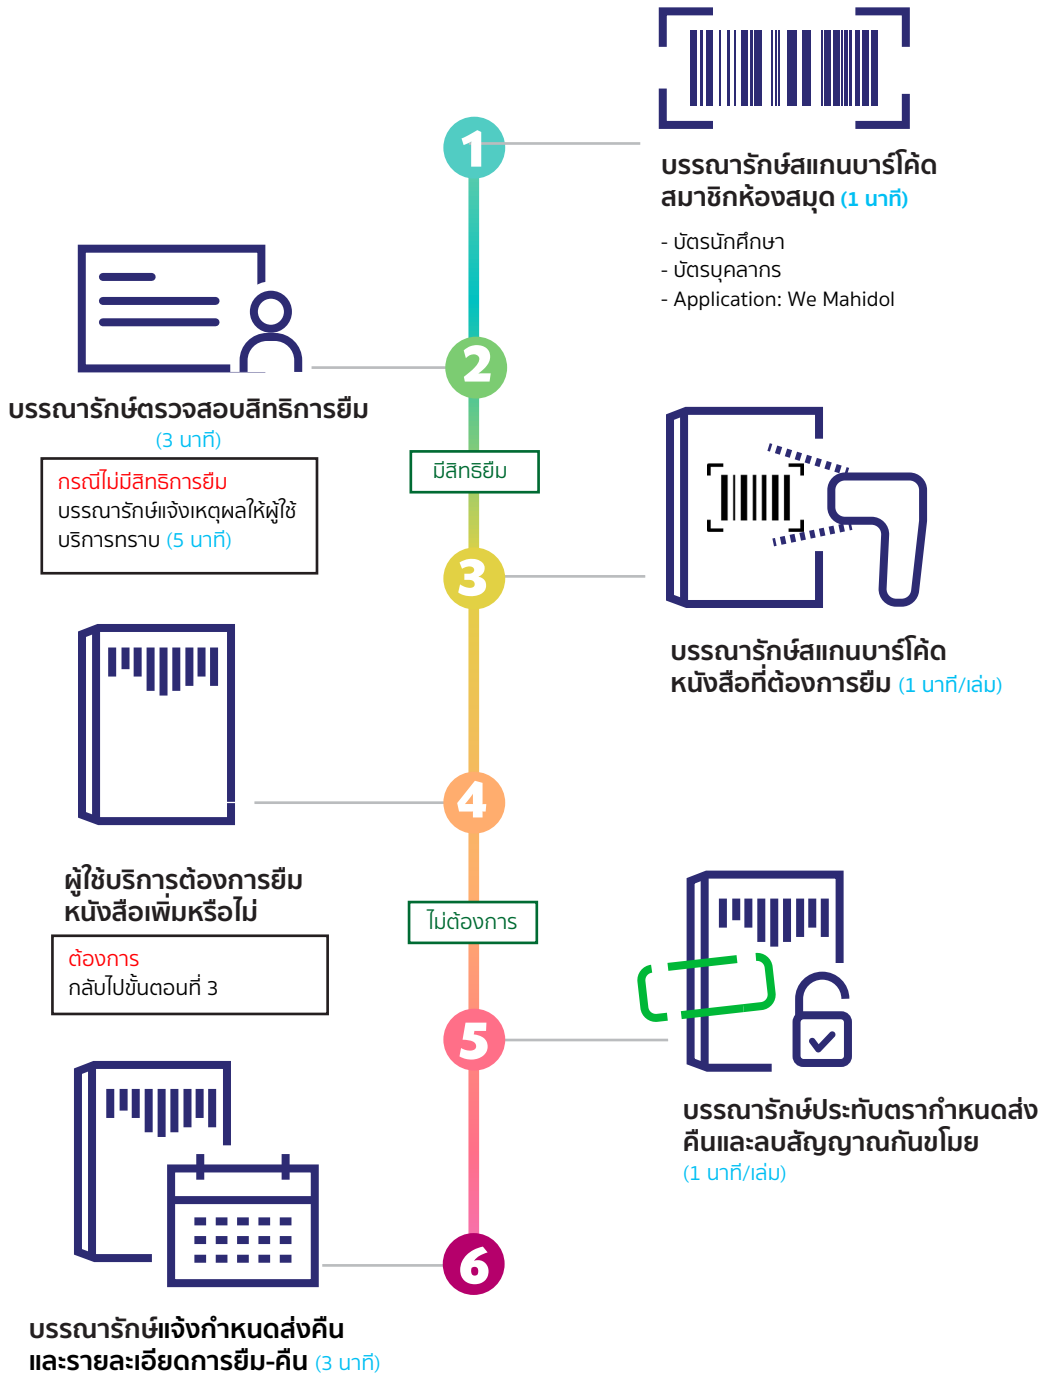 1
บรรณารักษ์สแกนบาร์โค้ด
สมาชิกห้องสมุด (1 นาที)
- บัตรนักศึกษา
- บัตรบุคลากร
- Application: We Mahidol
2
บรรณารักษ์ตรวจสอบสิทธิการยืม
(3 นาที)
กรณีไม่มีสิทธิการยืม
บรรณารักษ์แจ้งเหตุผลให้ผู้ใช้
บริการทราบ (5 นาที)
มีสิทธิยืม
3
บรรณารักษ์สแกนบาร์โค้ด
หนังสือที่ต้องการยืม (1 นาที/เล่ม)
4
ผู้ใช้บริการต้องการยืม
หนังสือเพิ่มหรือไม่
ต้องการ
กลับไปขั้นตอนที่ 3
ไม่ต้องการ
5
บรรณารักษ์ประทับตรากำหนดส่ง
คืนและลบสัญญาณกันขโมย
(1 นาที/เล่ม)
6
บรรณารักษ์แจ้งกำหนดส่งคืน
และรายละเอียดการยืม-คืน (3 นาที)